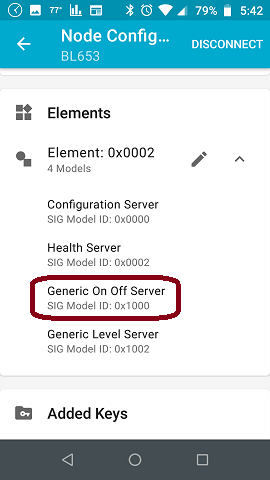 77° 79% 5:42
Node Config...
BL653
DISCONNECT
Elements
Element: 0x0002
4 Models
Configuration Server
SIG Model ID: 0x0000
Health Server
SIG Model ID: 0x0002
Generic On Off Server
SIG Model ID: 0x1000
Generic Level Server
SIG Model ID: 0x1002
Added Keys